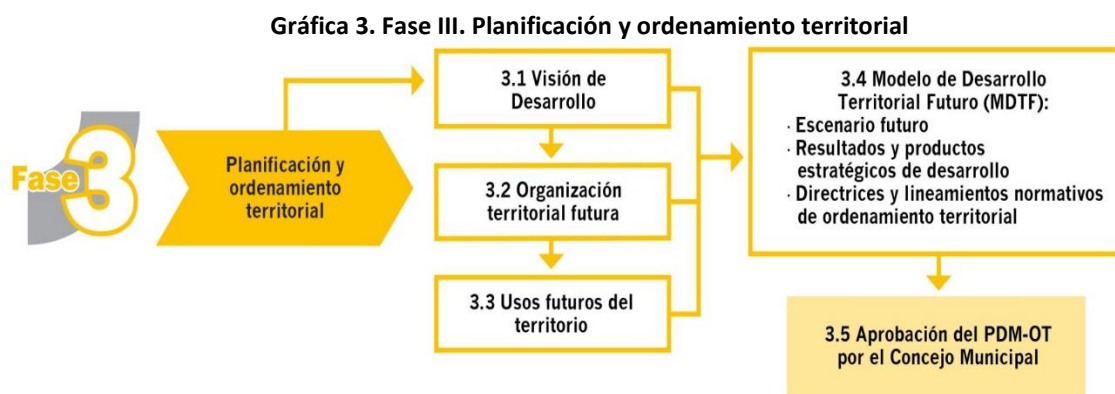 Gráfica 3. Fase III. Planificación y ordenamiento territorial
Fase 3
Planificación y
ordenamiento
territorial
3.1 Visión de
Desarrollo
3.2 Organización
territorial futura
3.3 Usos futuros del
territorio
3.4 Modelo de Desarrollo
Territorial Futuro (MDTF):
· Escenario futuro
· Resultados y productos
estratégicos de desarrollo
· Directrices y lineamientos normativos
de ordenamiento territorial
3.5 Aprobación del PDM-OT
por el Concejo Municipal